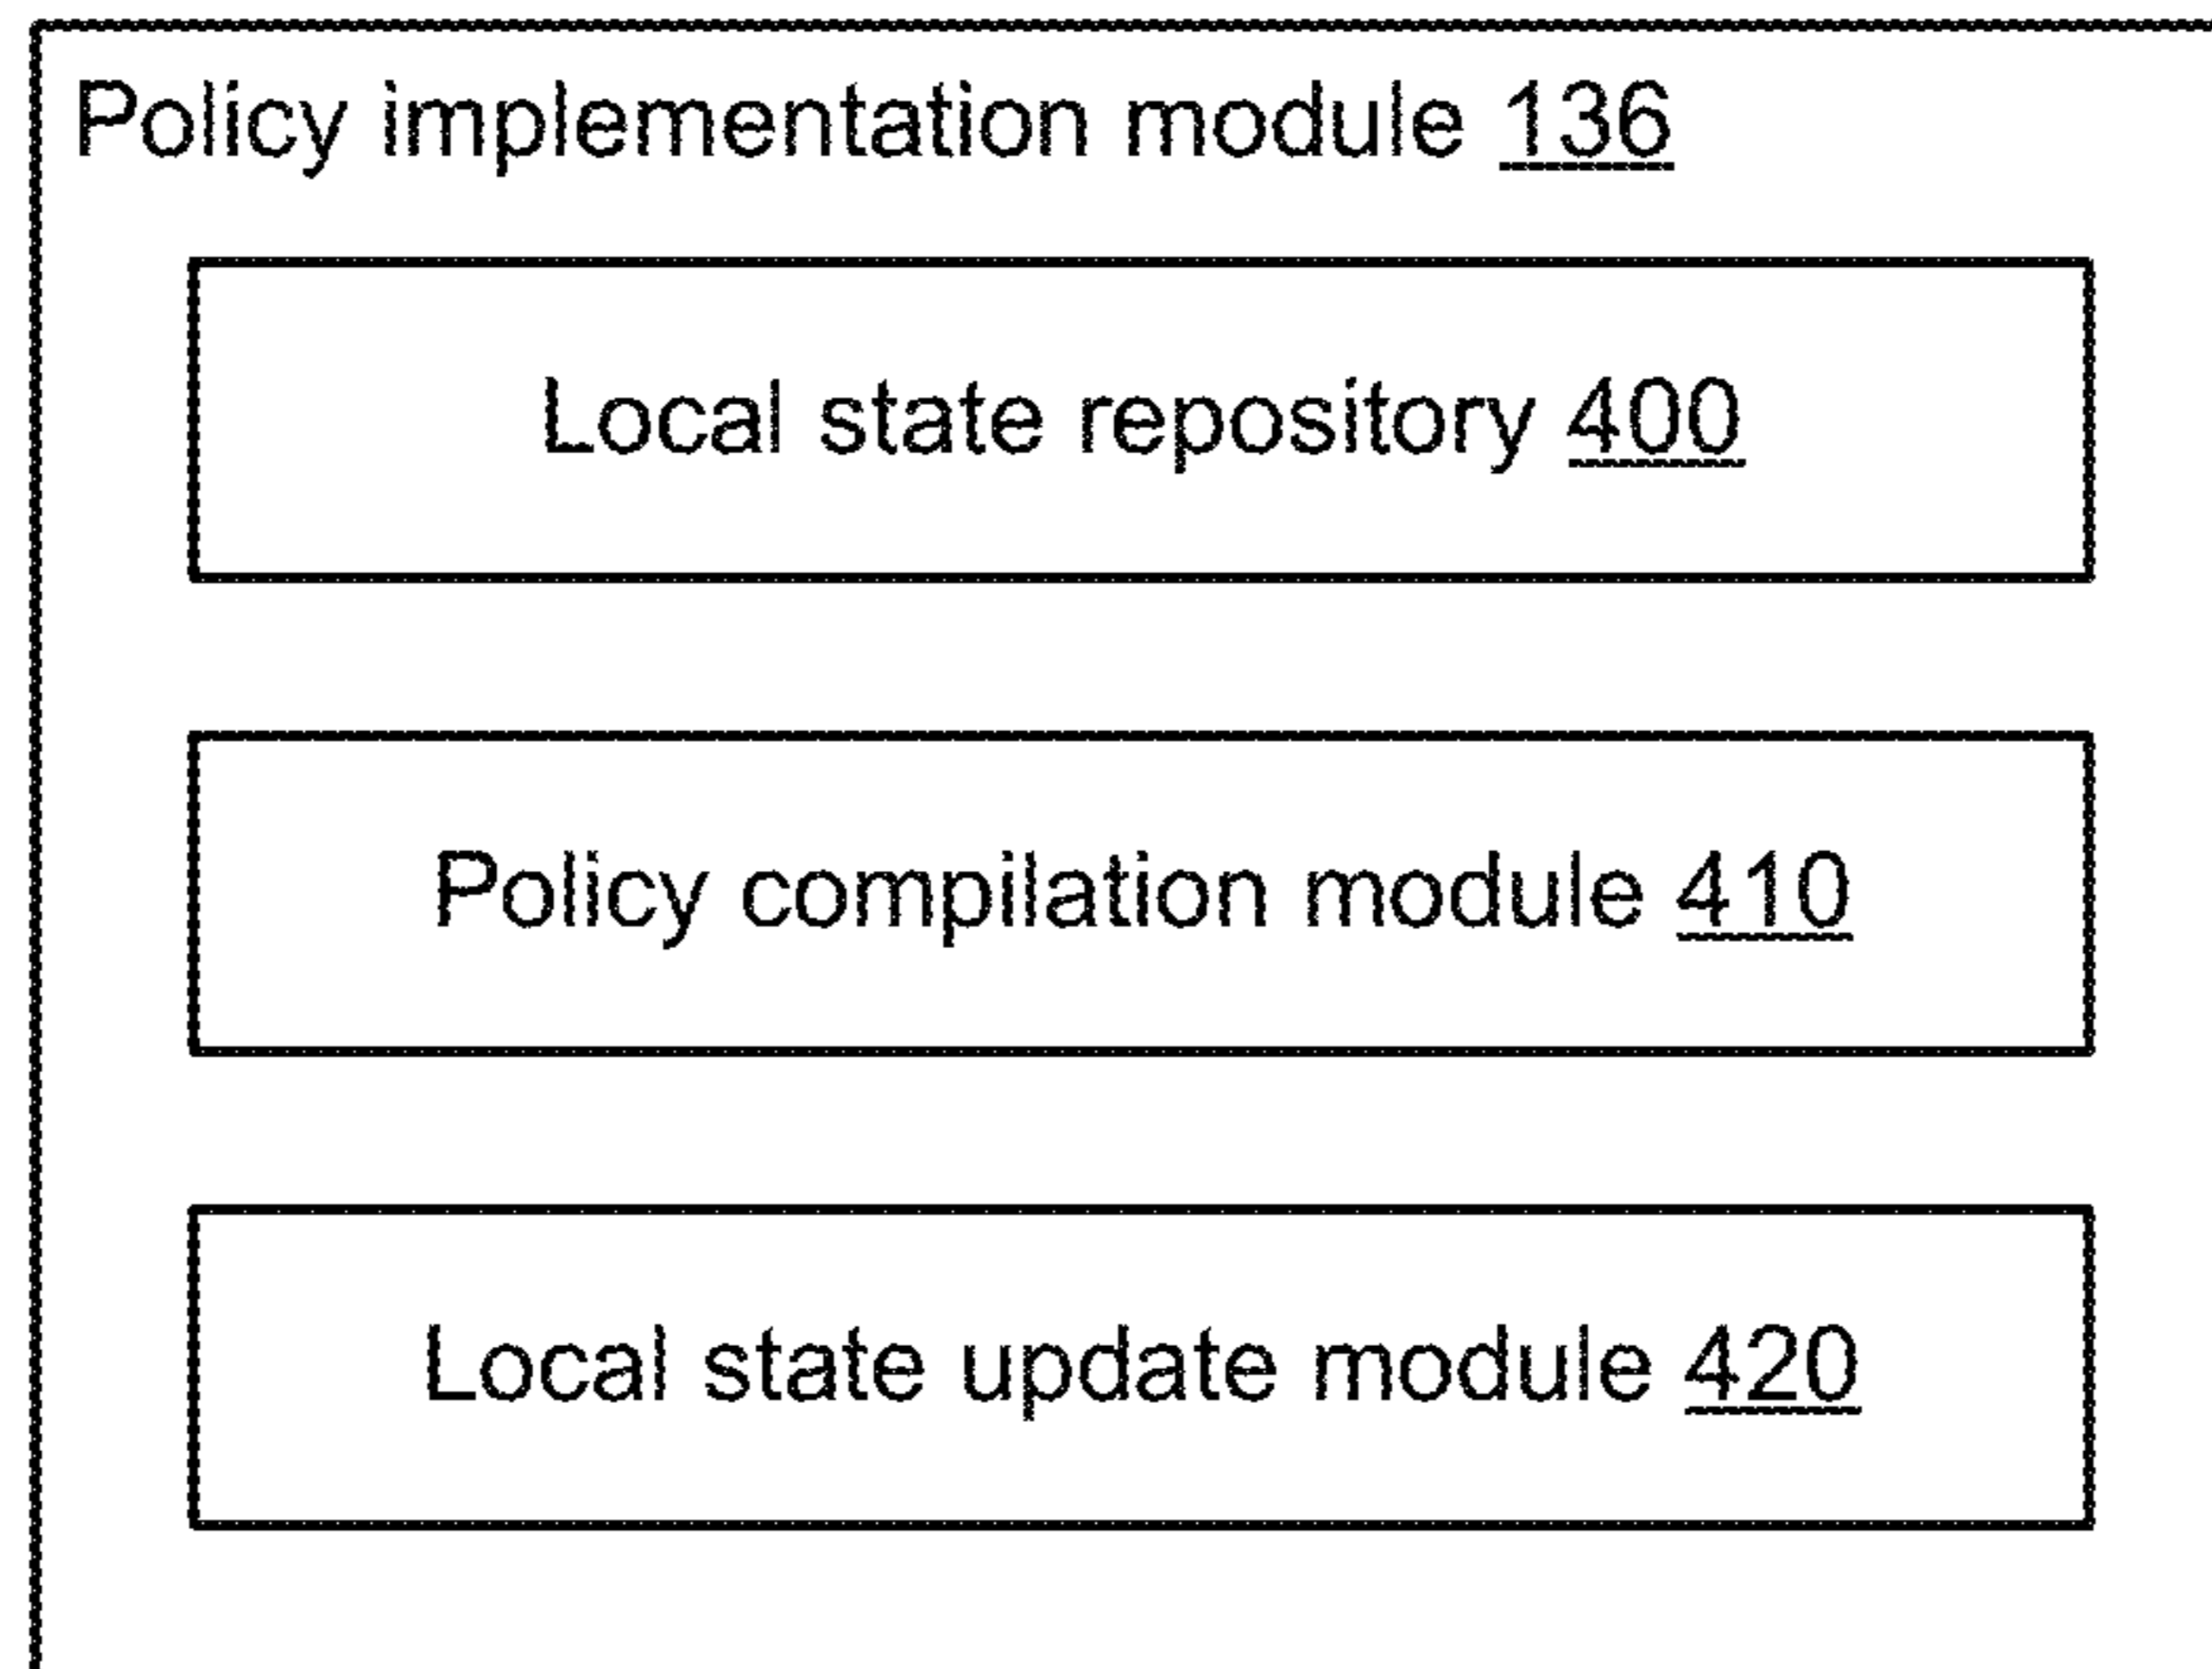 Policy implementation module 136
Local state repository 400
Policy compilation module 410
Local state update module 420